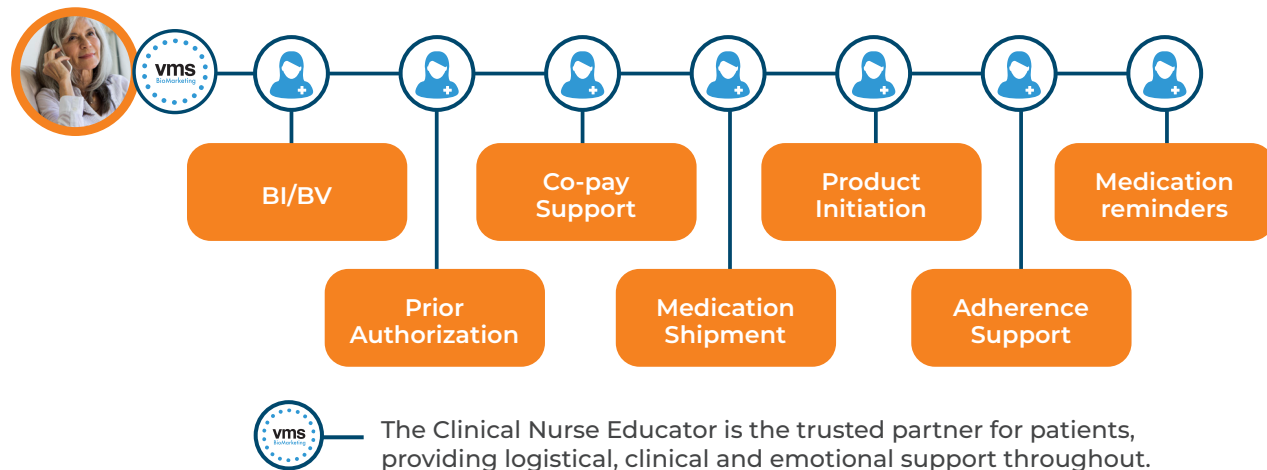 vms
BioMarketing
BI/BV
Co-pay
Support
Product
Initiation
Medication
reminders
Prior
Authorization
Medication
Shipment
Adherence
Support
vms
BioMarketing
The Clinical Nurse Educator is the trusted partner for patients,
providing logistical, clinical and emotional support throughout.